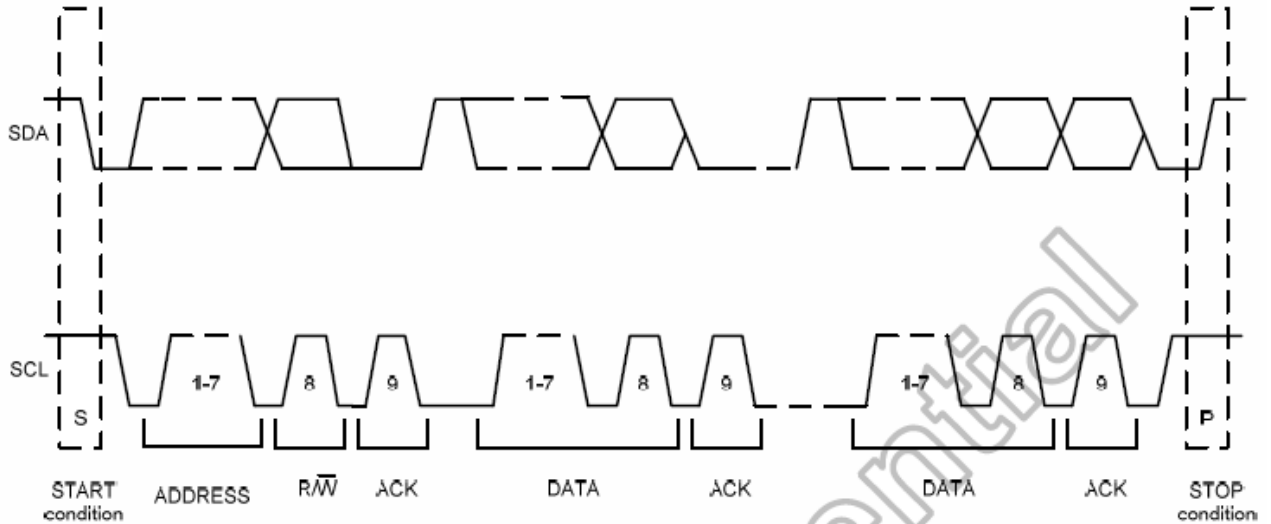 SDA
SCL
1-7 8 9 1-7 8 9 1-7 8 9
S P
START condition
ADDRESS
R/W̅
ACK
DATA
ACK
DATA
ACK
STOP condition